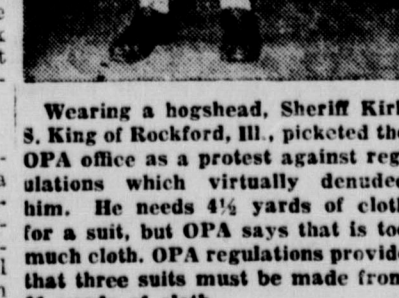 Wearing a hogshead, Sheriff Kirk
S. King of Rockford, Ill., picketed the
OPA office as a protest against reg-
ulations which virtually denuded
him. He needs 4½ yards of cloth
for a suit, but OPA says that is too
much cloth. OPA regulations provide
that three suits must be made from